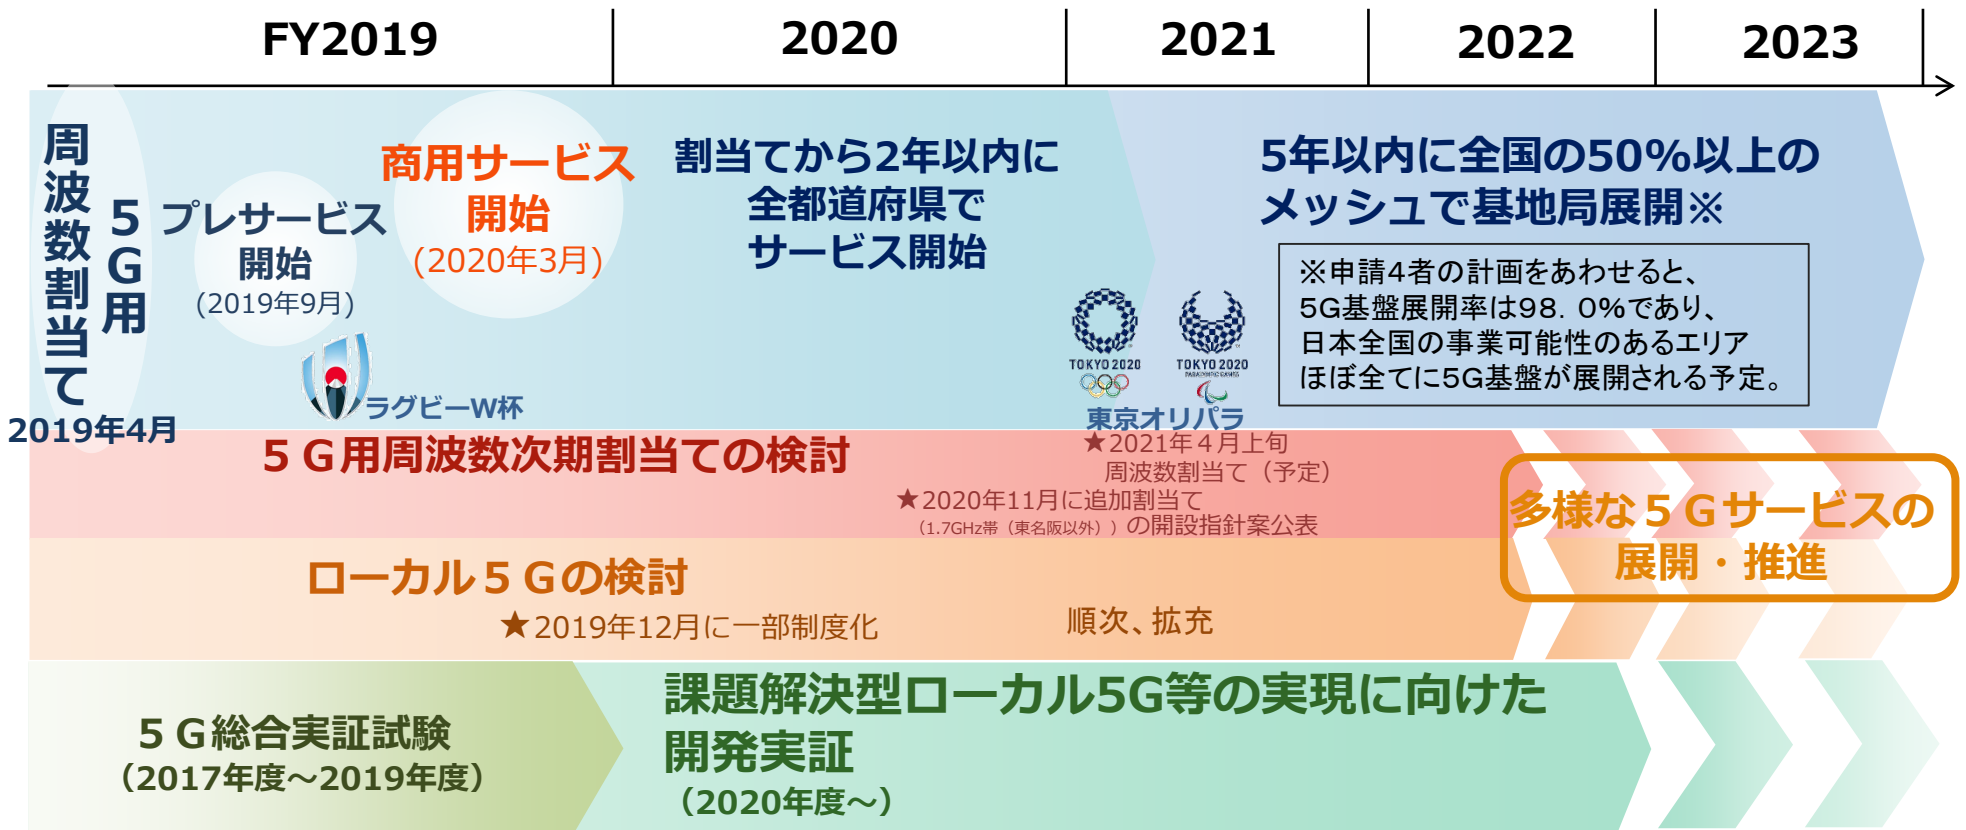 FY2019
2020
2021
2022
2023
5G用
周波数割当て
2019年4月
プレサービス
開始
(2019年9月)
商用サービス
開始
(2020年3月)
ラグビーW杯
割当てから2年以内に
全都道府県で
サービス開始
5年以内に全国の50%以上の
メッシュで基地局展開※
※申請4者の計画をあわせると、
5G基盤展開率は98.0%であり、
日本全国の事業可能性のあるエリア
ほぼ全てに5G基盤が展開される予定。
TOKYO 2020
TOKYO 2020
PARALYMPIC GAMES
東京オリパラ
5G用周波数次期割当ての検討
★2021年4月上旬
周波数割当て（予定）
★2020年11月に追加割当て
（1.7GHz帯（東名阪以外））の開設指針案公表
多様な5Gサービスの
展開・推進
ローカル5Gの検討
★2019年12月に一部制度化
順次、拡充
5G総合実証試験
（2017年度～2019年度）
課題解決型ローカル5G等の実現に向けた
開発実証
（2020年度～）